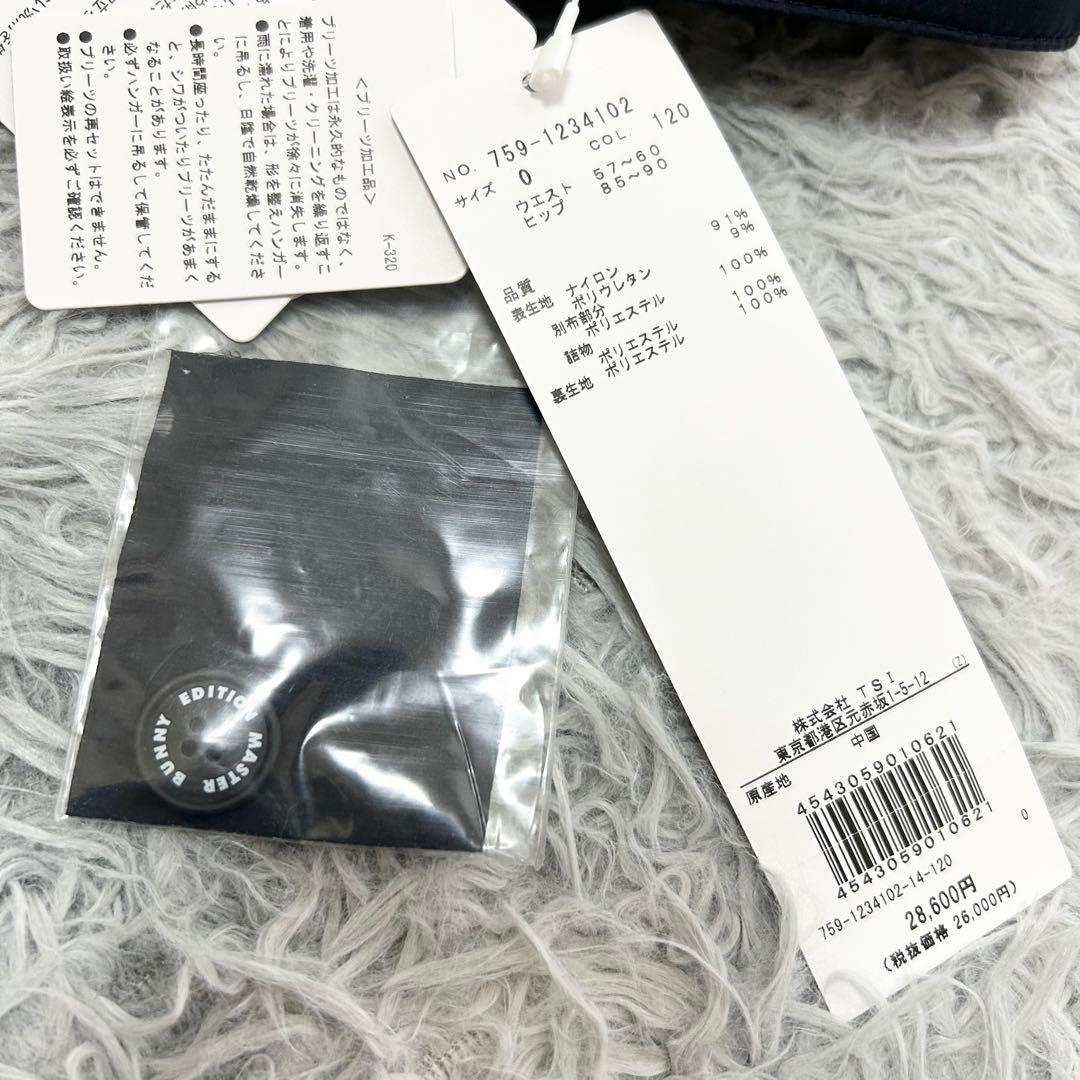 ＜プリーツ加工品＞
プリーツ加工は永久的なものではなく、
着用や洗濯・クリーニングを繰り返すこ
とによりプリーツが徐々に消失します。
●雨に濡れた場合は、形を整えハンガー
に吊るし、日陰で自然乾燥してくださ
い。
●長時間座ったり、たたんだままにする
と、シワがついたりプリーツがあまく
なることがあります。
●必ずハンガーに吊るして保管してくだ
さい。
●プリーツの再セットはできません。
●取扱い絵表示を必ずご確認ください。
K-320
NO. 759-1234102
サイズ 0 COL. 120
ウエスト 57～60
ヒップ 85～90
品質
表生地 ナイロン 91%
ポリウレタン 9%
別布部分
ポリエステル 100%
詰物 ポリエステル 100%
裏生地 ポリエステル 100%
(Z)
株式会社 TSI
東京都港区元赤坂1-5-12
原産地 中国
4543059010621
4543059010621
0
759-1234102-14-120
28,600円
(税抜価格 26,000円)
MASTER BUNNY EDITION